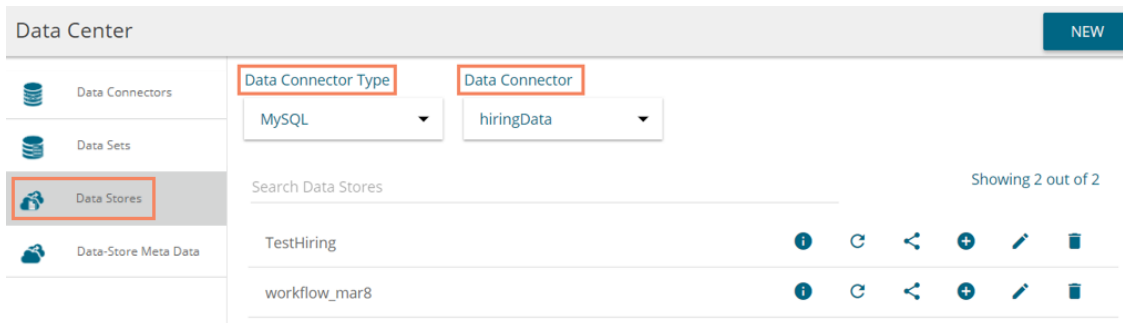 Data Center
NEW
Data Connectors
Data Sets
Data Stores
Data-Store Meta Data
Data Connector Type
Data Connector
MySQL
hiringData
Search Data Stores
Showing 2 out of 2
TestHiring
workflow_mar8